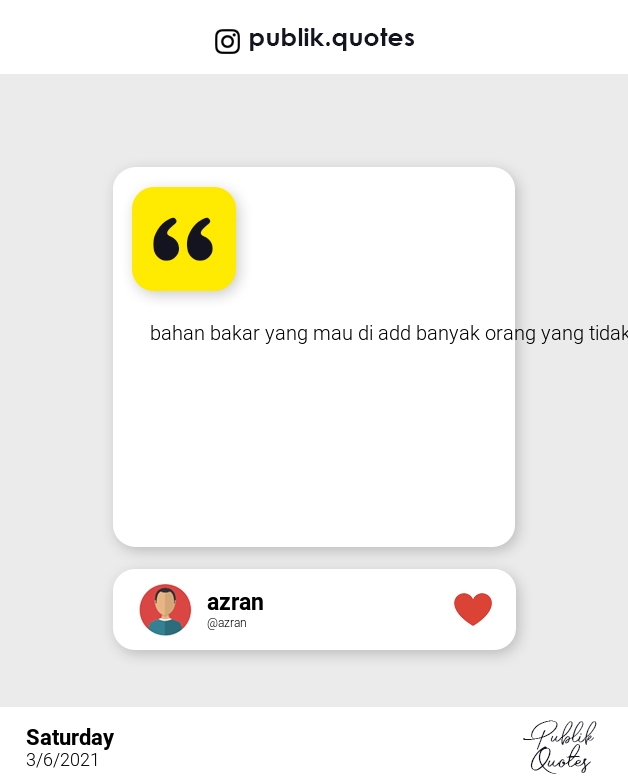 publik.quotes
bahan bakar yang mau di add banyak orang yang tidak
azran
@azran
Saturday
3/6/2021
Publik
Quotes